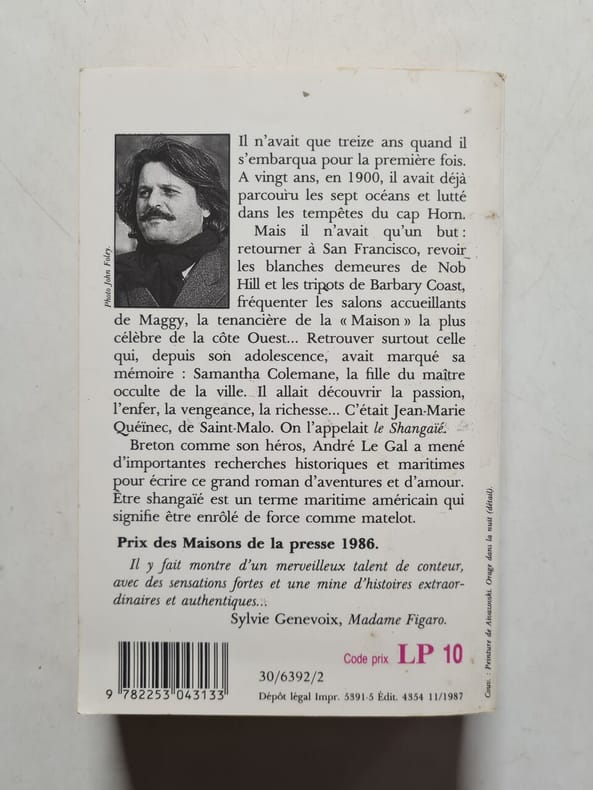 Il n'avait que treize ans quand il
s'embarqua pour la première fois.
A vingt ans, en 1900, il avait déjà
parcouru les sept océans et lutté
dans les tempêtes du cap Horn.
Mais il n'avait qu'un but :
retourner à San Francisco, revoir
les blanches demeures de Nob
Hill et les tripots de Barbary Coast,
fréquenter les salons accueillants
de Maggy, la tenancière de la « Maison » la plus
célèbre de la côte Ouest... Retrouver surtout celle
qui, depuis son adolescence, avait marqué sa
mémoire : Samantha Colemane, la fille du maître
occulte de la ville. Il allait découvrir la passion,
l'enfer, la vengeance, la richesse... C'était Jean-Marie
Quéïnec, de Saint-Malo. On l'appelait le Shangaïé.
Breton comme son héros, André Le Gal a mené
d'importantes recherches historiques et maritimes
pour écrire ce grand roman d'aventures et d'amour.
Être shangaïé est un terme maritime américain qui
signifie être enrôlé de force comme matelot.
Photo John Foley.
Prix des Maisons de la presse 1986.
Il y fait montre d'un merveilleux talent de conteur,
avec des sensations fortes et une mine d'histoires extraor-
dinaires et authentiques...
Sylvie Genevoix, Madame Figaro.
Code prix LP 10
30/6392/2
9 782253 043133
Dépôt légal Impr. 5391-5 Édit. 4354 11/1987
Couv. : Peinture de Aivazovski. Orage dans la nuit (détail).